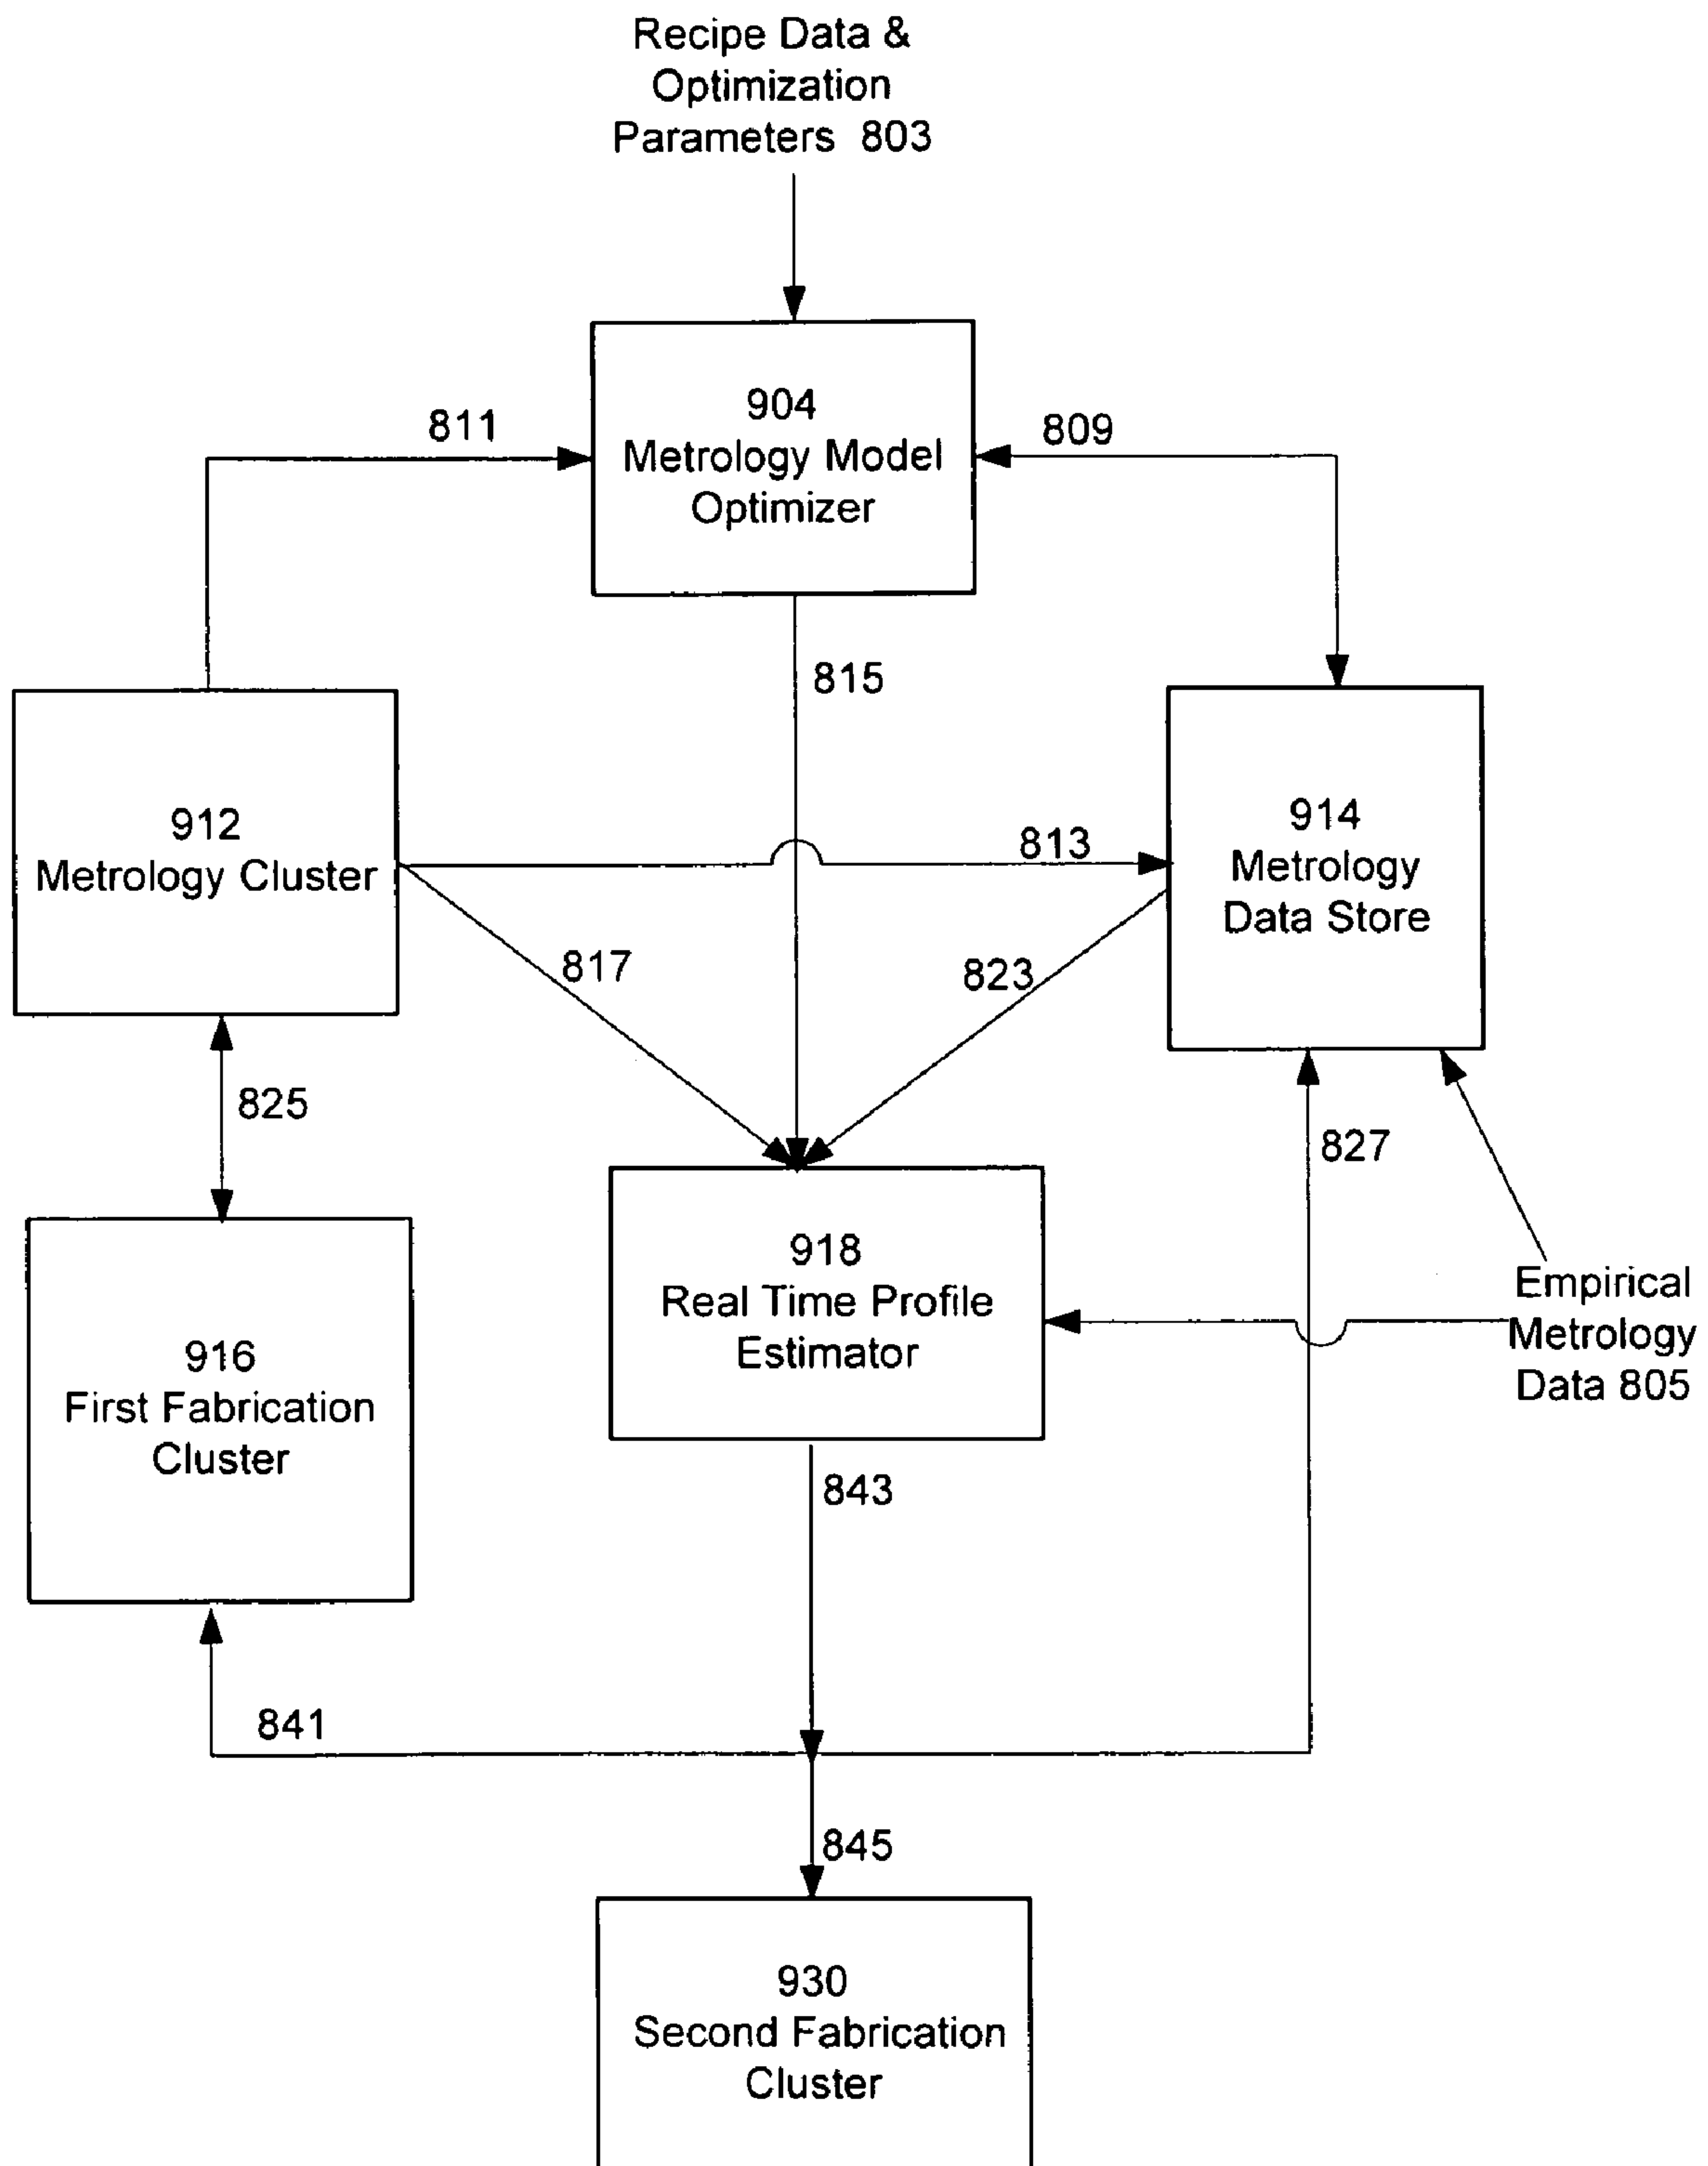 Recipe Data &
Optimization
Parameters 803
904
Metrology Model
Optimizer
811
809
815
912
Metrology Cluster
813
914
Metrology
Data Store
817
823
825
827
918
Real Time Profile
Estimator
Empirical
Metrology
Data 805
916
First Fabrication
Cluster
843
841
845
930
Second Fabrication
Cluster